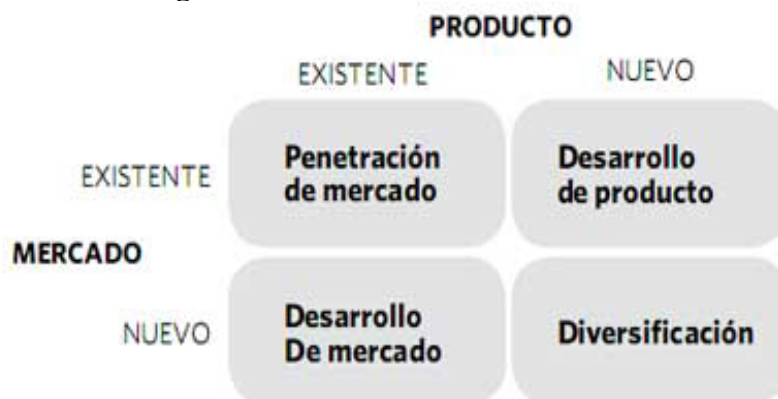 PRODUCTO
EXISTENTE NUEVO
EXISTENTE
Penetración
de mercado
Desarrollo
de producto
MERCADO
NUEVO
Desarrollo
De mercado
Diversificación